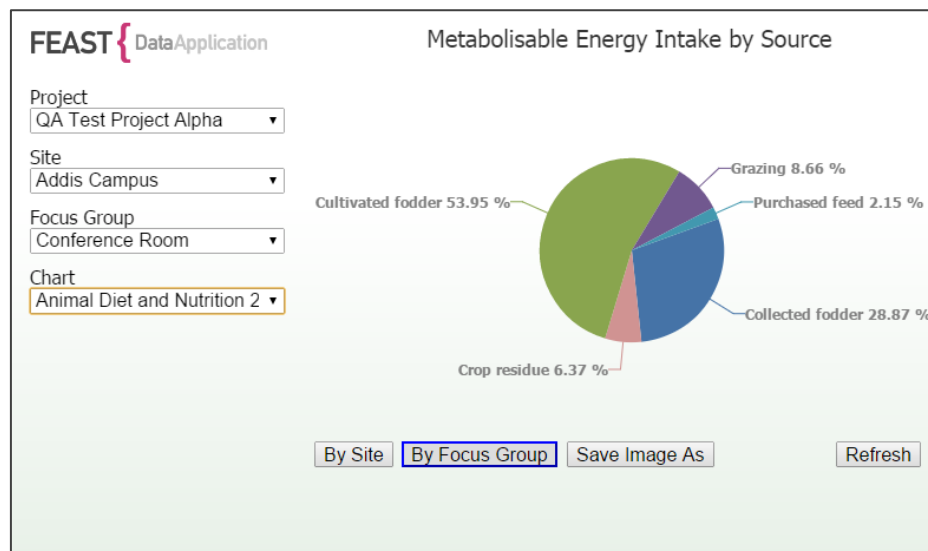 FEAST { DataApplication
Metabolisable Energy Intake by Source
Project
QA Test Project Alpha
Site
Addis Campus
Focus Group
Conference Room
Chart
Animal Diet and Nutrition 2
Grazing 8.66 %
Cultivated fodder 53.95 %
Purchased feed 2.15 %
Collected fodder 28.87 %
Crop residue 6.37 %
By Site
By Focus Group
Save Image As
Refresh